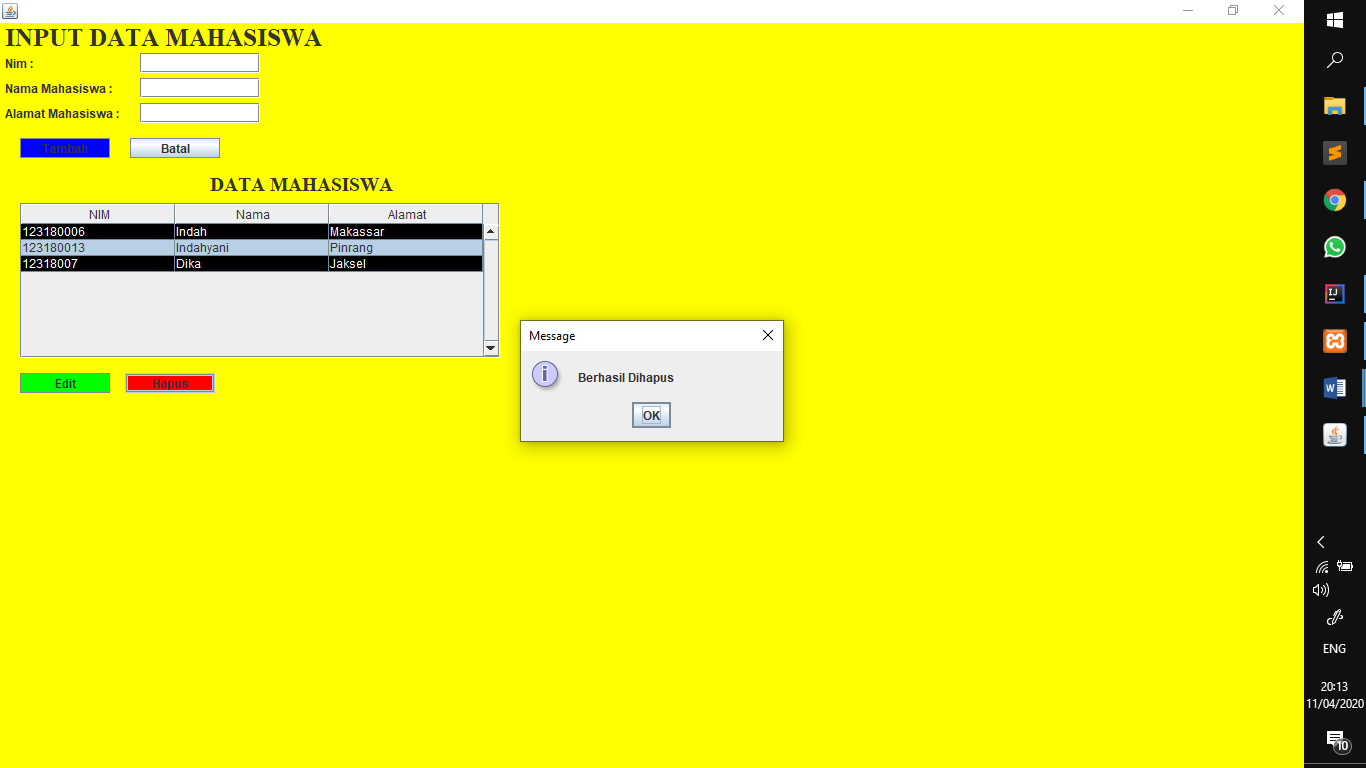 INPUT DATA MAHASISWA
Nim :
Nama Mahasiswa :
Alamat Mahasiswa :
Tambah Batal
DATA MAHASISWA
NIM Nama Alamat
123180006 Indah Makassar
123180013 Indahyani Pinrang
12318007 Dika Jaksel
Edit Hapus
Message
i Berhasil Dihapus
OK
IJ
W
ENG
20:13
11/04/2020
10